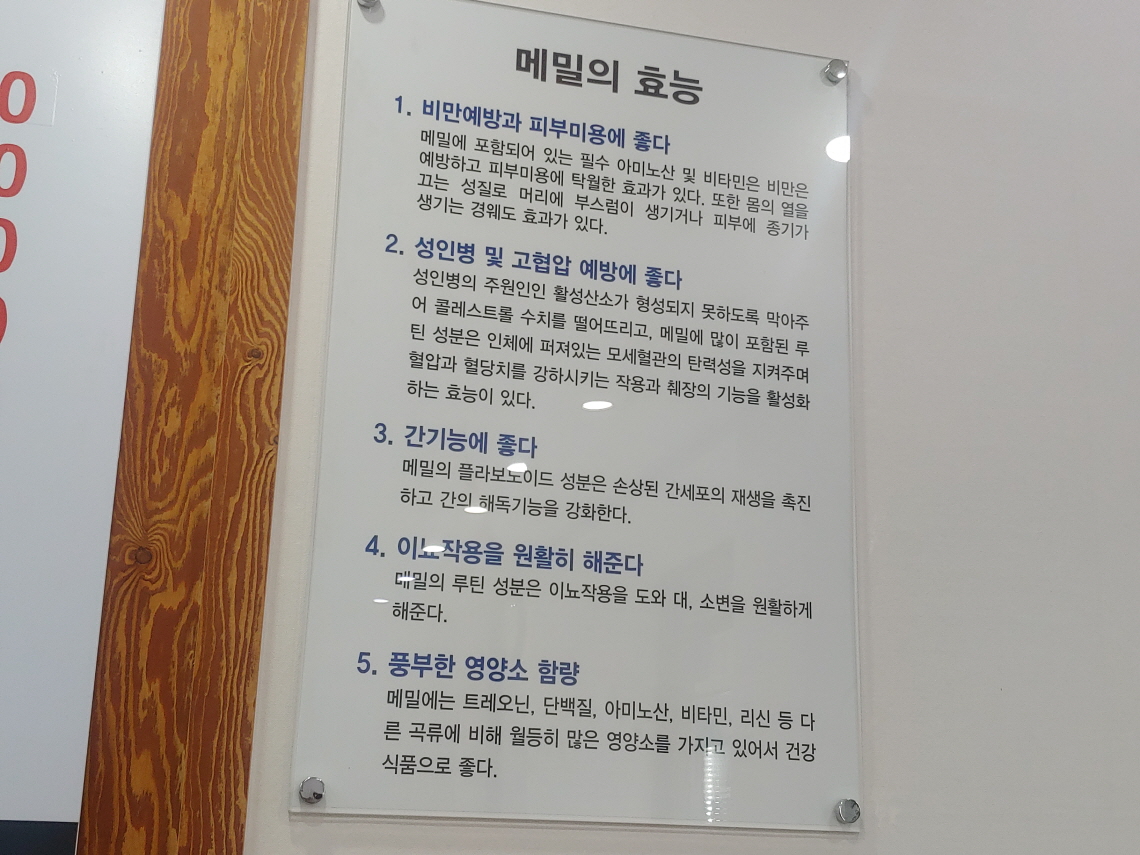 0
0
0
메밀의 효능
1. 비만예방과 피부미용에 좋다
메밀에 포함되어 있는 필수 아미노산 및 비타민은 비만은
예방하고 피부미용에 탁월한 효과가 있다. 또한 몸의 열을
끄는 성질로 머리에 부스럼이 생기거나 피부에 종기가
생기는 경웨도 효과가 있다.
2. 성인병 및 고협압 예방에 좋다
성인병의 주원인인 활성산소가 형성되지 못하도록 막아주
어 콜레스트롤 수치를 떨어뜨리고, 메밀에 많이 포함된 루
틴 성분은 인체에 퍼져있는 모세혈관의 탄력성을 지켜주며
혈압과 혈당치를 강하시키는 작용과 췌장의 기능을 활성화
하는 효능이 있다.
3. 간기능에 좋다
메밀의 플라보노이드 성분은 손상된 간세포의 재생을 촉진
하고 간의 해독기능을 강화한다.
4. 이뇨작용을 원활히 해준다
메밀의 루틴 성분은 이뇨작용을 도와 대, 소변을 원활하게
해준다.
5. 풍부한 영양소 함량
메밀에는 트레오닌, 단백질, 아미노산, 비타민, 리신 등 다
른 곡류에 비해 월등히 많은 영양소를 가지고 있어서 건강
식품으로 좋다.